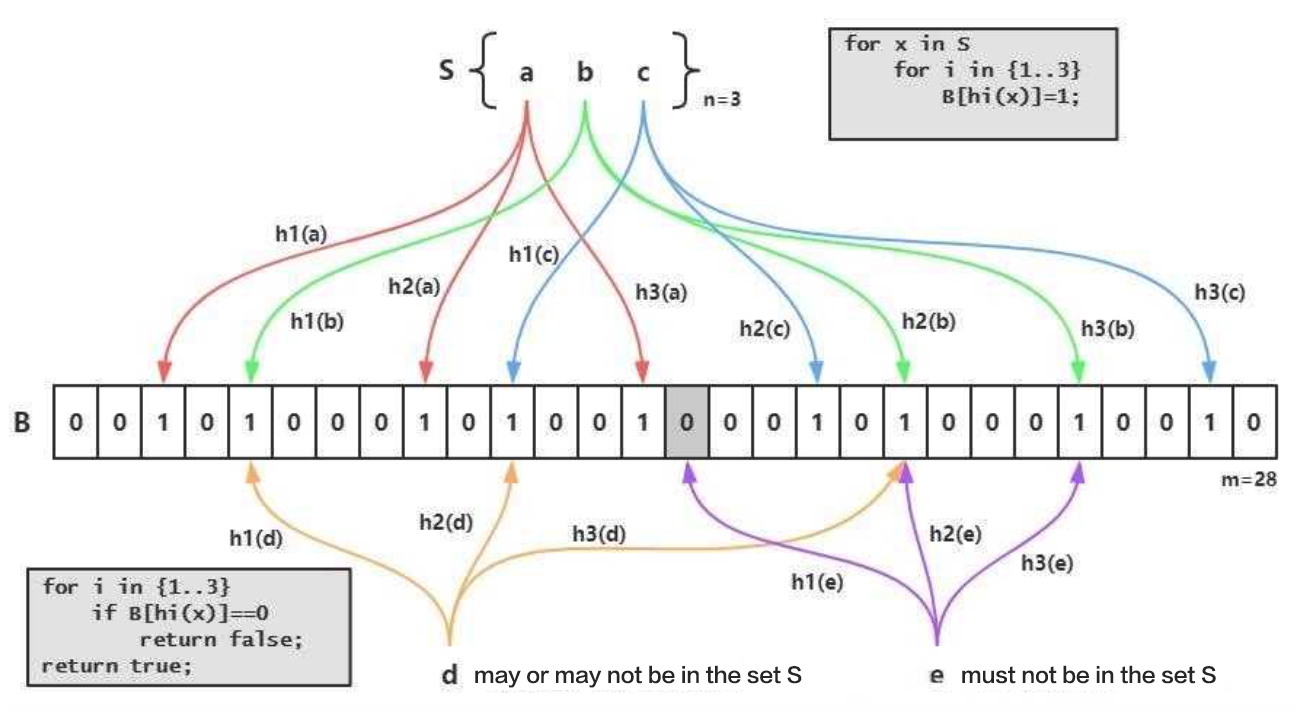 S { a b c } n=3
for x in S
for i in {1..3}
B[hi(x)]=1;
h1(a)
h1(b)
h2(a)
h1(c)
h3(a)
h2(c)
h2(b)
h3(b)
h3(c)
B 0 0 1 0 1 0 0 0 1 0 1 0 0 1 0 0 0 1 0 1 0 0 0 1 0 0 1 0
m=28
h1(d)
h2(d)
h3(d)
h1(e)
h2(e)
h3(e)
for i in {1..3}
if B[hi(x)]==0
return false;
return true;
d may or may not be in the set S
e must not be in the set S